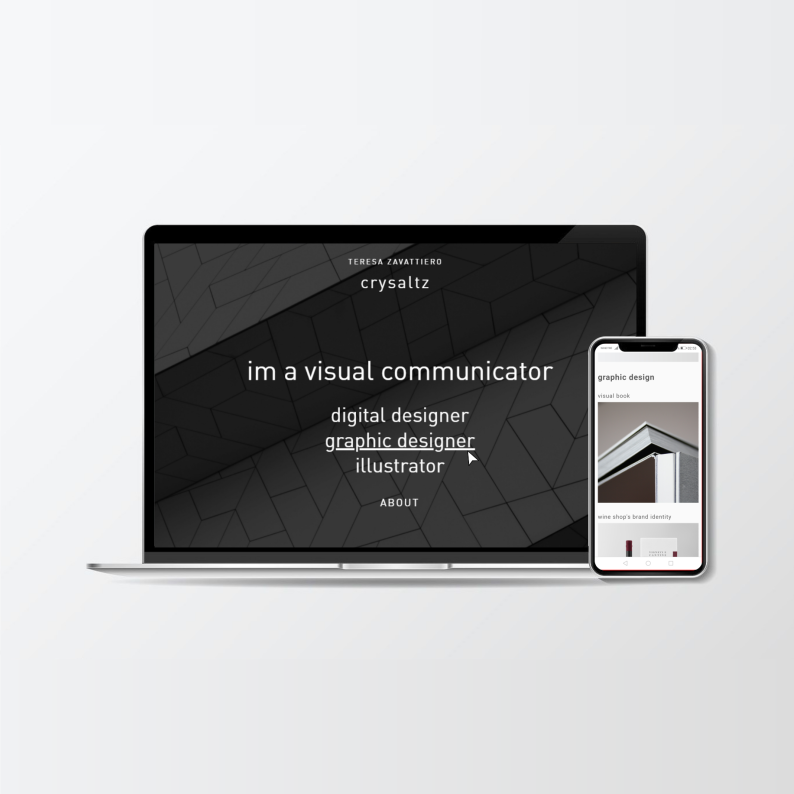 TERESA ZAVATTIERO
crysaltz
im a visual communicator
digital designer
graphic designer
illustrator
ABOUT
graphic design
visual book
wine shop's brand identity